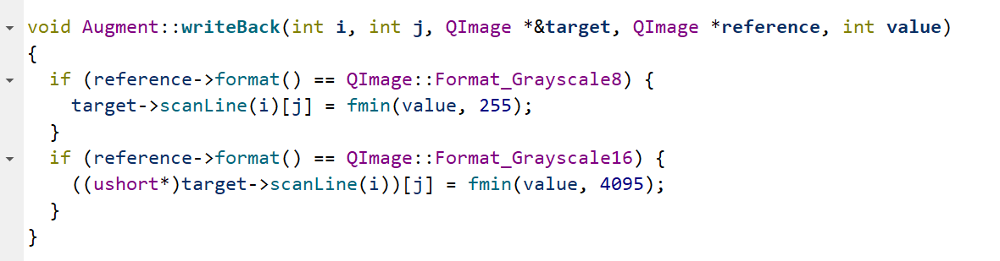 void Augment::writeBack(int i, int j, QImage *&target, QImage *reference, int value)
{
  if (reference->format() == QImage::Format_Grayscale8) {
    target->scanLine(i)[j] = fmin(value, 255);
  }
  if (reference->format() == QImage::Format_Grayscale16) {
    ((ushort*)target->scanLine(i))[j] = fmin(value, 4095);
  }
}